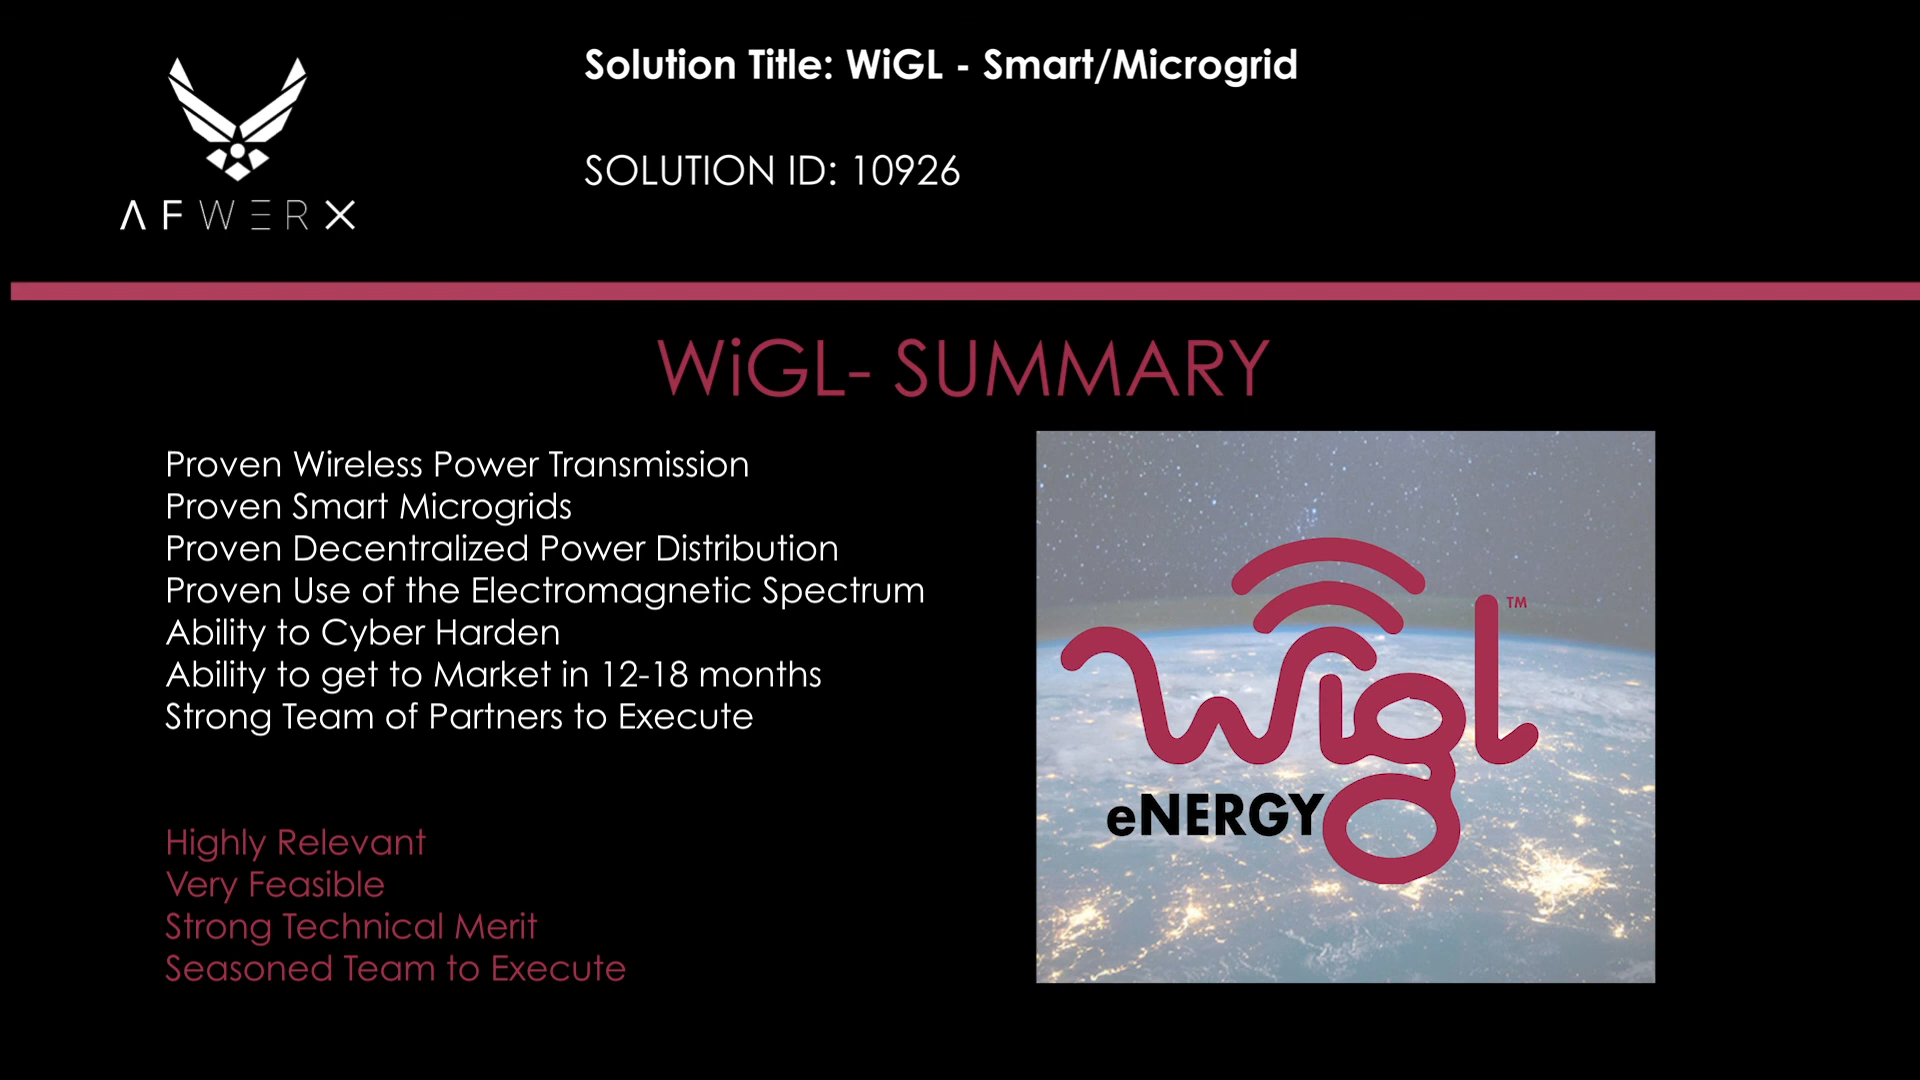 AFWERX
Solution Title: WiGL - Smart/Microgrid
SOLUTION ID: 10926
WiGL- SUMMARY
Proven Wireless Power Transmission
Proven Smart Microgrids
Proven Decentralized Power Distribution
Proven Use of the Electromagnetic Spectrum
Ability to Cyber Harden
Ability to get to Market in 12-18 months
Strong Team of Partners to Execute
Highly Relevant
Very Feasible
Strong Technical Merit
Seasoned Team to Execute
Wigl ™
eNERGY